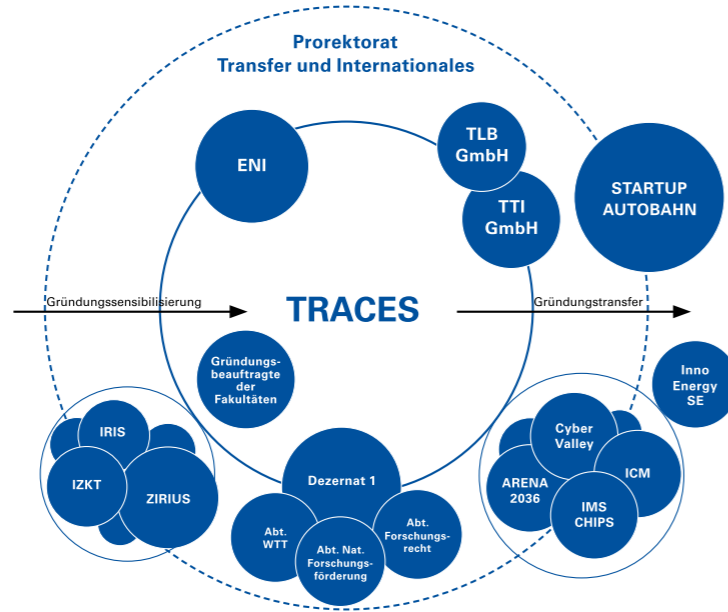 Prorektorat
Transfer und Internationales
TLB
GmbH
ENI
STARTUP
AUTOBAHN
TTI
GmbH
Gründungssensibilisierung
TRACES
Gründungstransfer
Gründungs-
beauftragte
der
Fakultäten
Inno
Energy
SE
IRIS
IZKT
ZIRIUS
Dezernat 1
Abt.
WTT
Abt. Nat.
Forschungs-
förderung
Abt.
Forschungs-
recht
Cyber
Valley
ARENA
2036
ICM
IMS
CHIPS